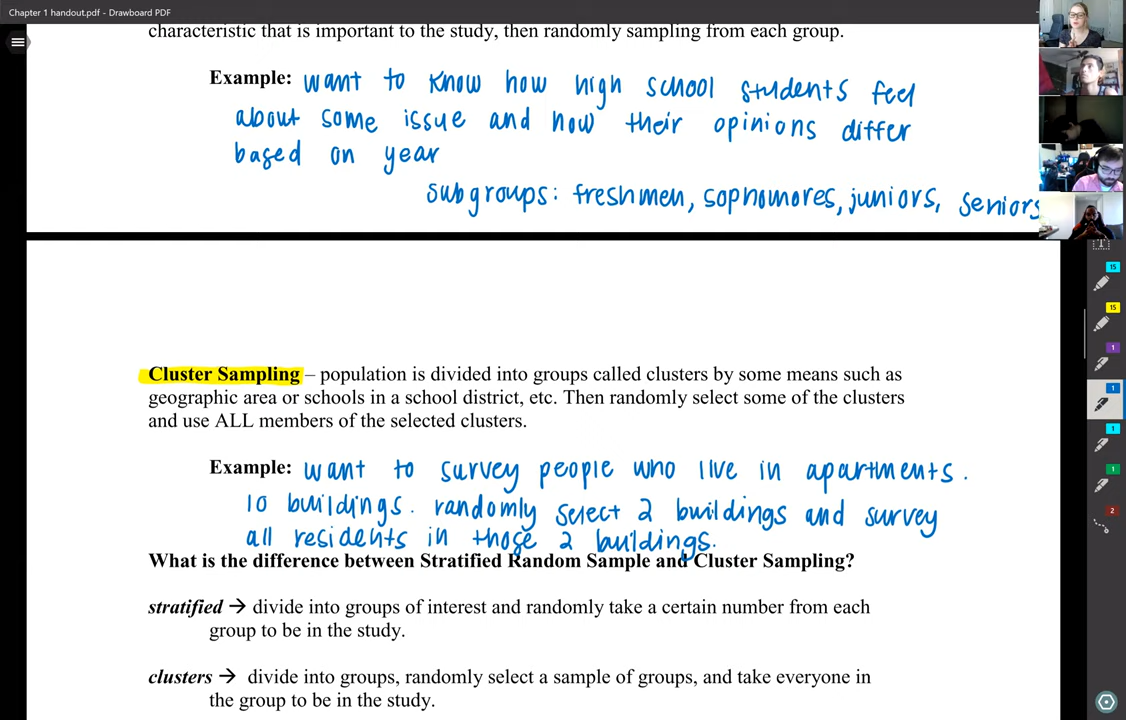 Chapter 1 handout.pdf - Drawboard PDF
characteristic that is important to the study, then randomly sampling from each group.
Example: want to know how high school students feel
about some issue and how their opinions differ
based on year
subgroups: freshmen, sophomores, juniors, seniors
Cluster Sampling – population is divided into groups called clusters by some means such as
geographic area or schools in a school district, etc. Then randomly select some of the clusters
and use ALL members of the selected clusters.
Example: want to survey people who live in apartments.
10 buildings. randomly select 2 buildings and survey
all residents in those 2 buildings.
What is the difference between Stratified Random Sample and Cluster Sampling?
stratified → divide into groups of interest and randomly take a certain number from each
group to be in the study.
clusters → divide into groups, randomly select a sample of groups, and take everyone in
the group to be in the study.
T
15
15
1
1
1
1
2